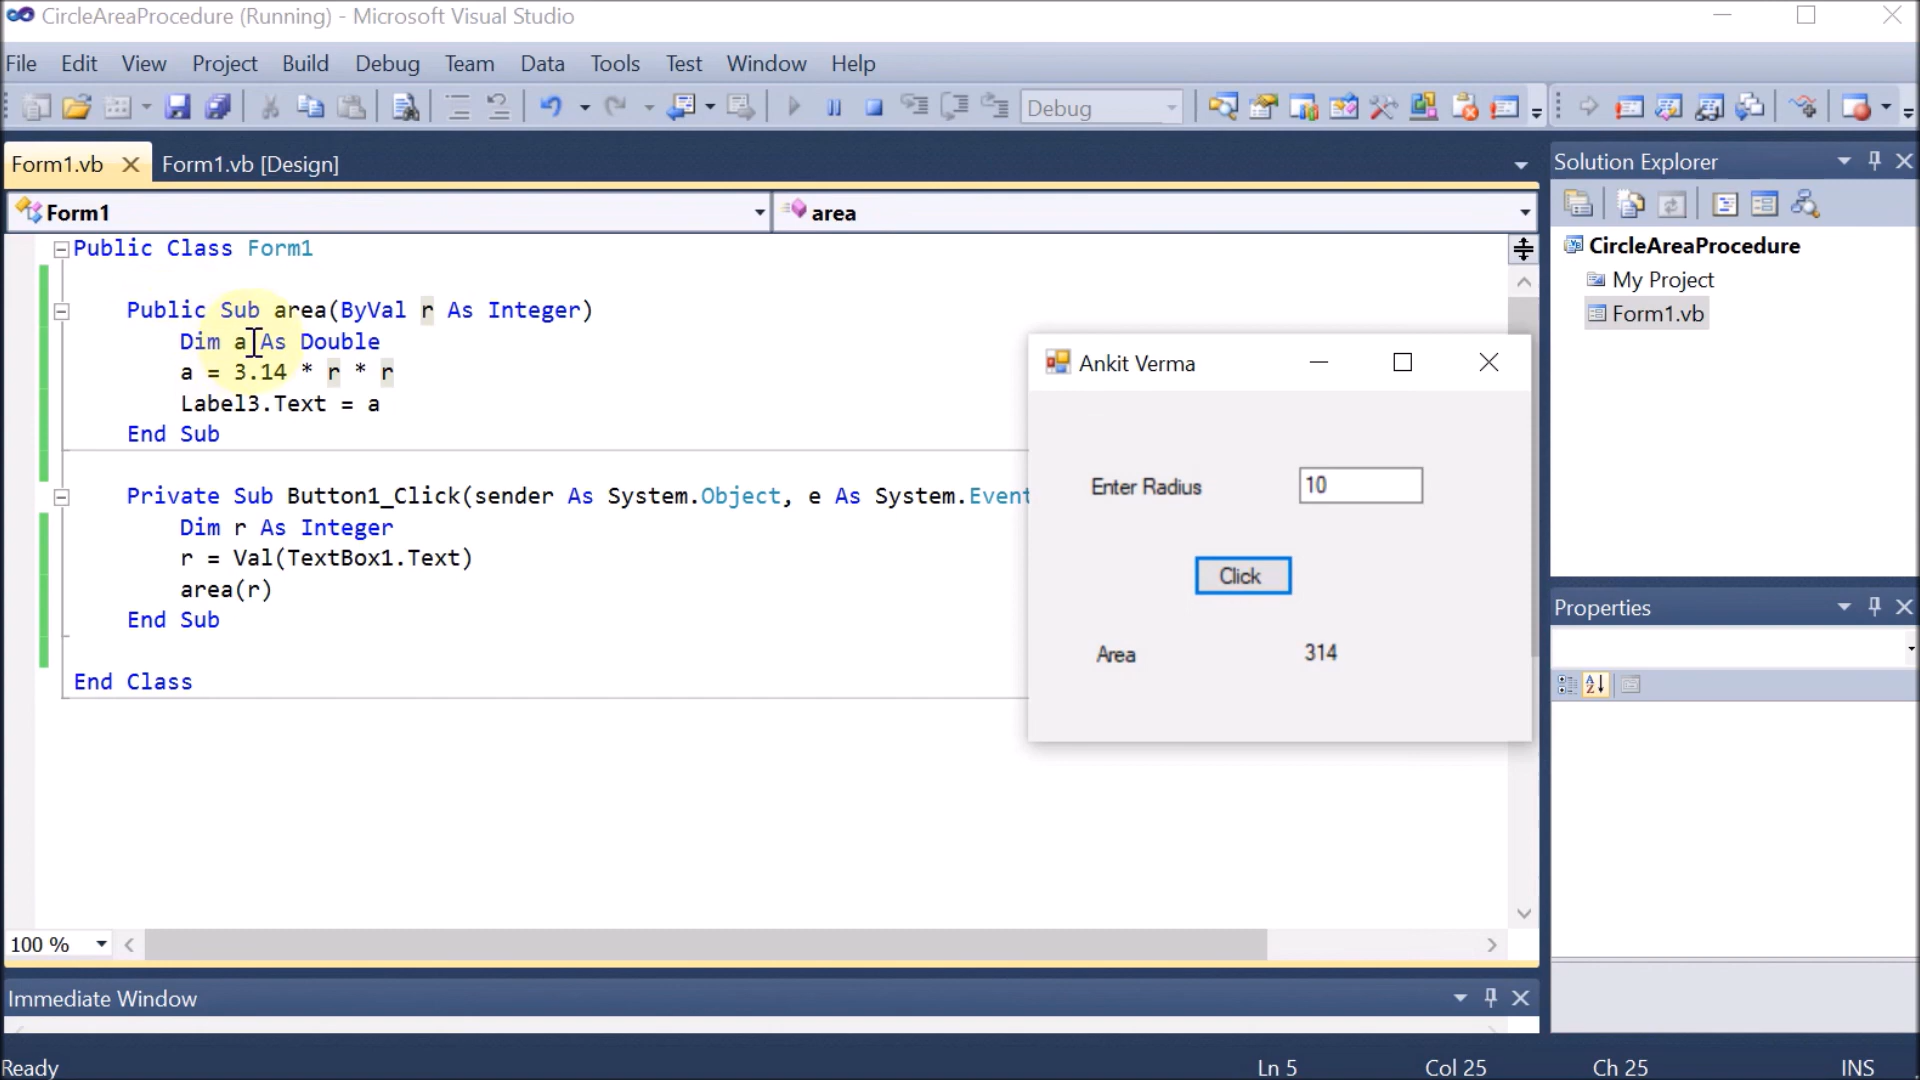 CircleAreaProcedure (Running) - Microsoft Visual Studio
File Edit View Project Build Debug Team Data Tools Test Window Help
Debug
Form1.vb Form1.vb [Design]
Form1 area
Public Class Form1
Public Sub area(ByVal r As Integer)
Dim a As Double
a = 3.14 * r * r
Label3.Text = a
End Sub
Private Sub Button1_Click(sender As System.Object, e As System.Event
Dim r As Integer
r = Val(TextBox1.Text)
area(r)
End Sub
End Class
100 %
Immediate Window
Ankit Verma
Enter Radius 10
Click
Area 314
Solution Explorer
CircleAreaProcedure
My Project
Form1.vb
Properties
Ready Ln 5 Col 25 Ch 25 INS